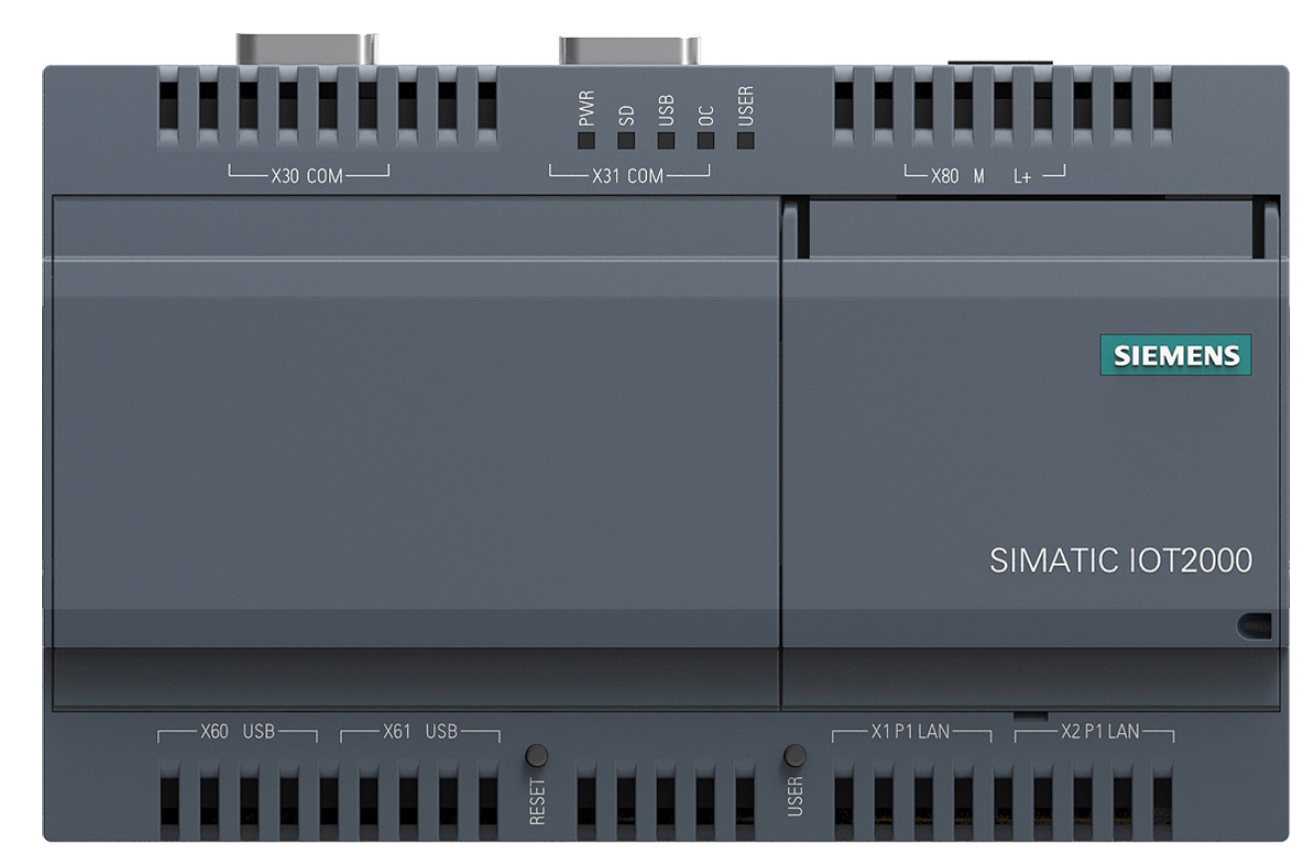 PWR
SD
USB
OC
USER
X30 COM
X31 COM
X80 M L+
SIEMENS
SIMATIC IOT2000
X60 USB
X61 USB
RESET
USER
X1 P1 LAN
X2 P1 LAN